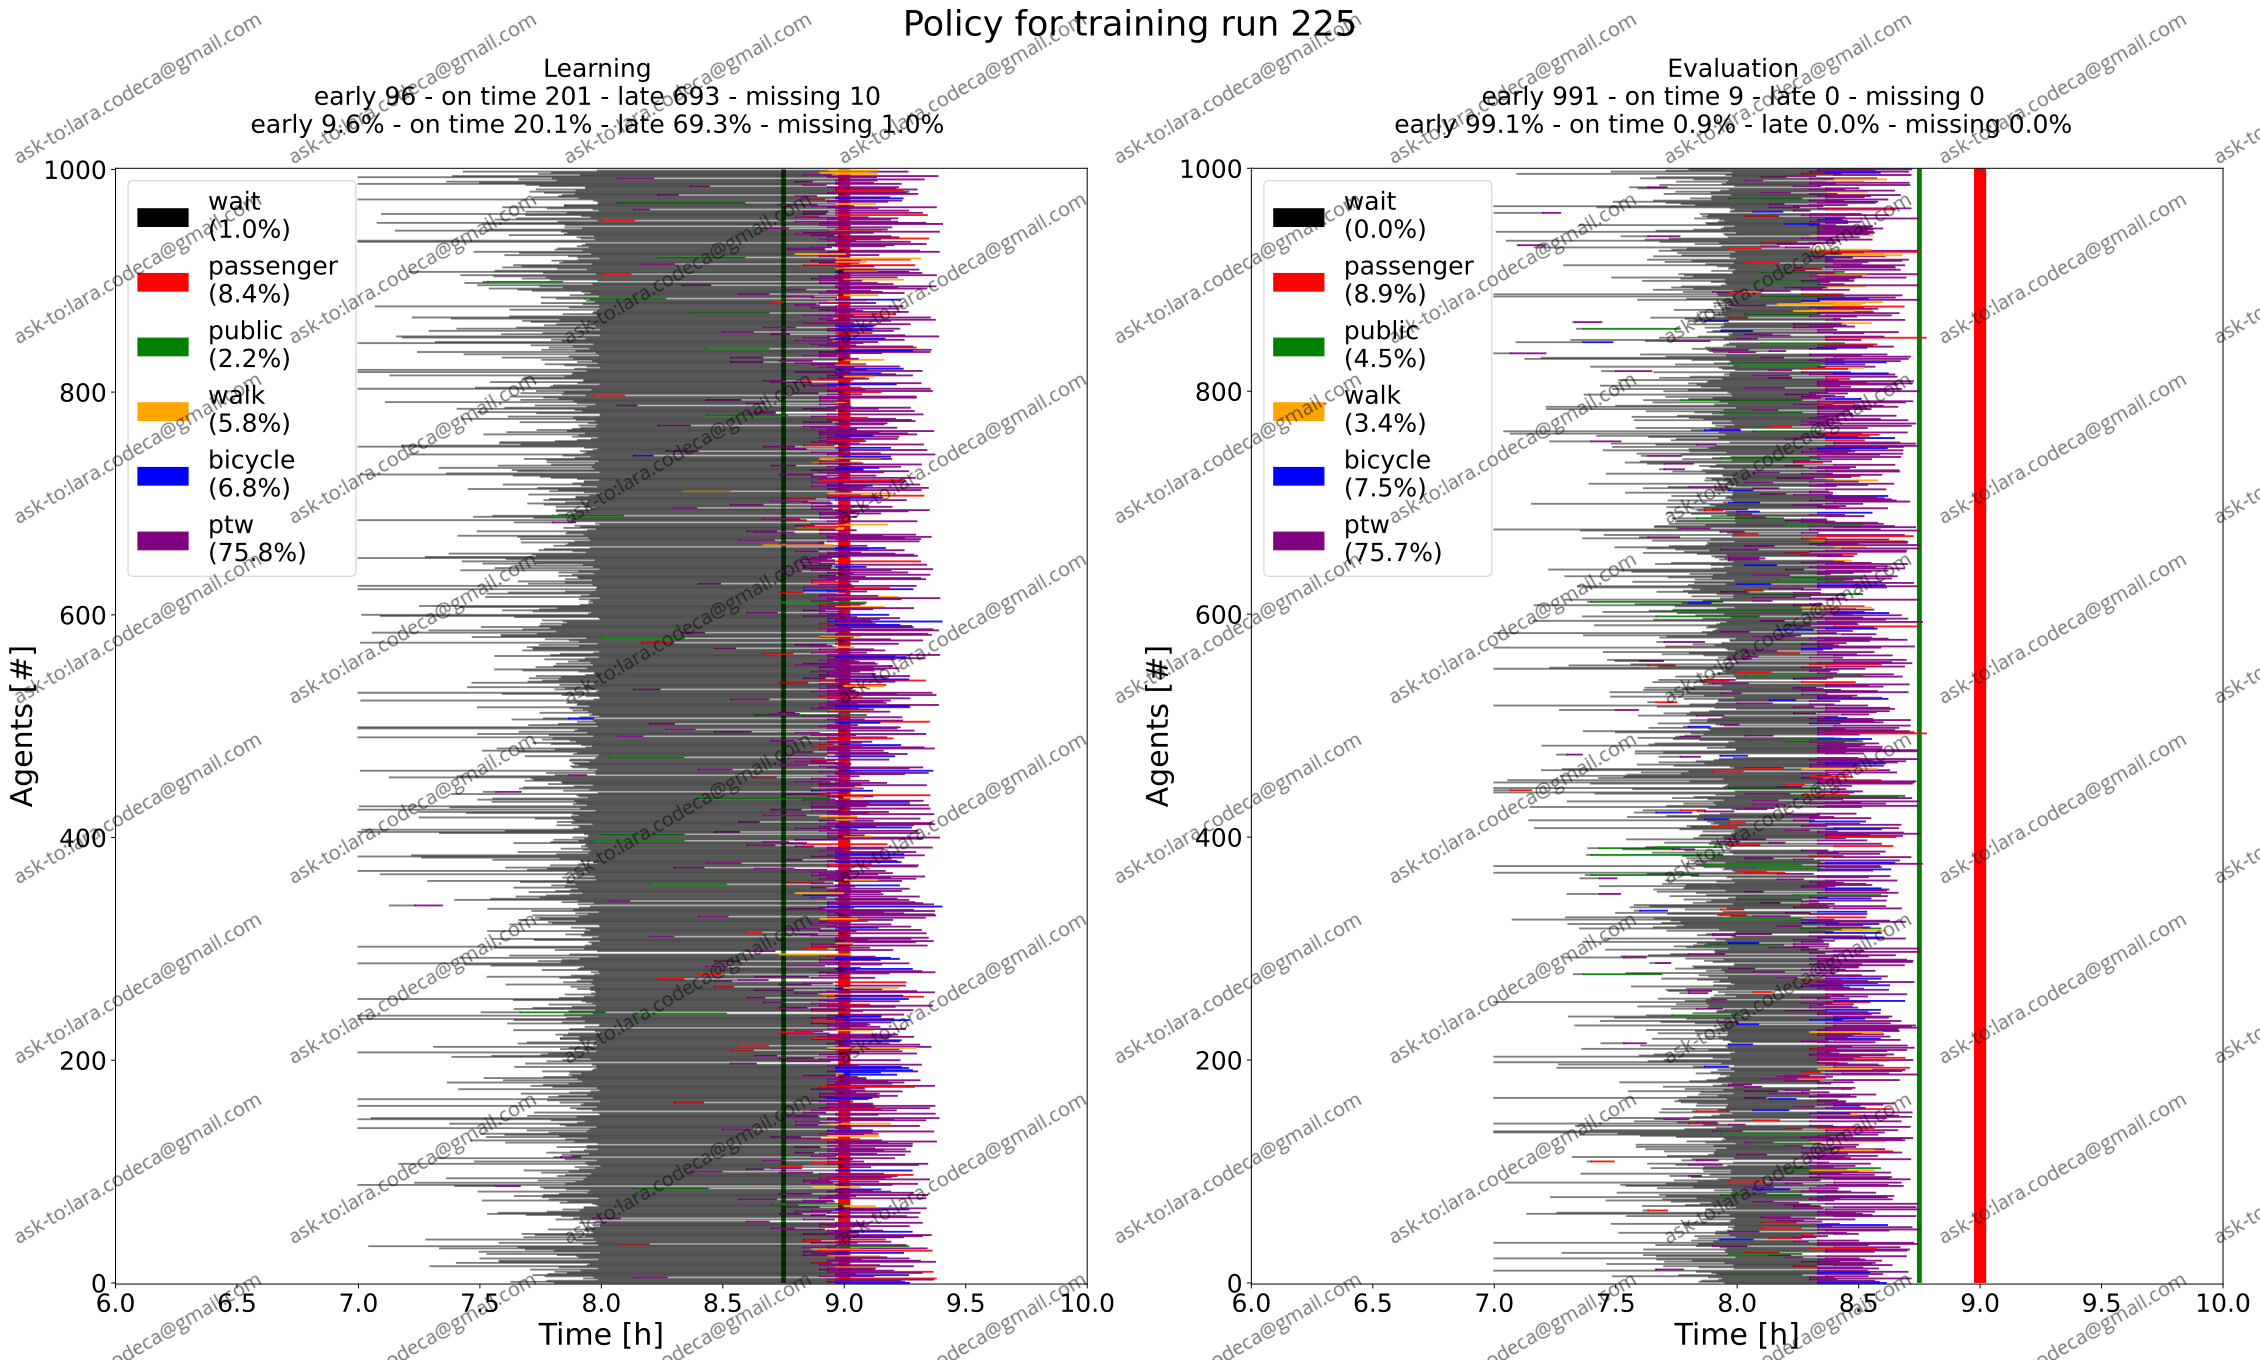 Policy for training run 225
Learning
early 96 - on time 201 - late 693 - missing 10
early 9.6% - on time 20.1% - late 69.3% - missing 1.0%
1000
800
600
400
200
0
Agents [#]
wait
(1.0%)
passenger
(8.4%)
public
(2.2%)
walk
(5.8%)
bicycle
(6.8%)
ptw
(75.8%)
6.0 6.5 7.0 7.5 8.0 8.5 9.0 9.5 10.0
Time [h]
Evaluation
early 991 - on time 9 - late 0 - missing 0
early 99.1% - on time 0.9% - late 0.0% - missing 0.0%
1000
800
600
400
200
0
Agents [#]
wait
(0.0%)
passenger
(8.9%)
public
(4.5%)
walk
(3.4%)
bicycle
(7.5%)
ptw
(75.7%)
6.0 6.5 7.0 7.5 8.0 8.5 9.0 9.5 10.0
Time [h]
ask-to:lara.codeca@gmail.com